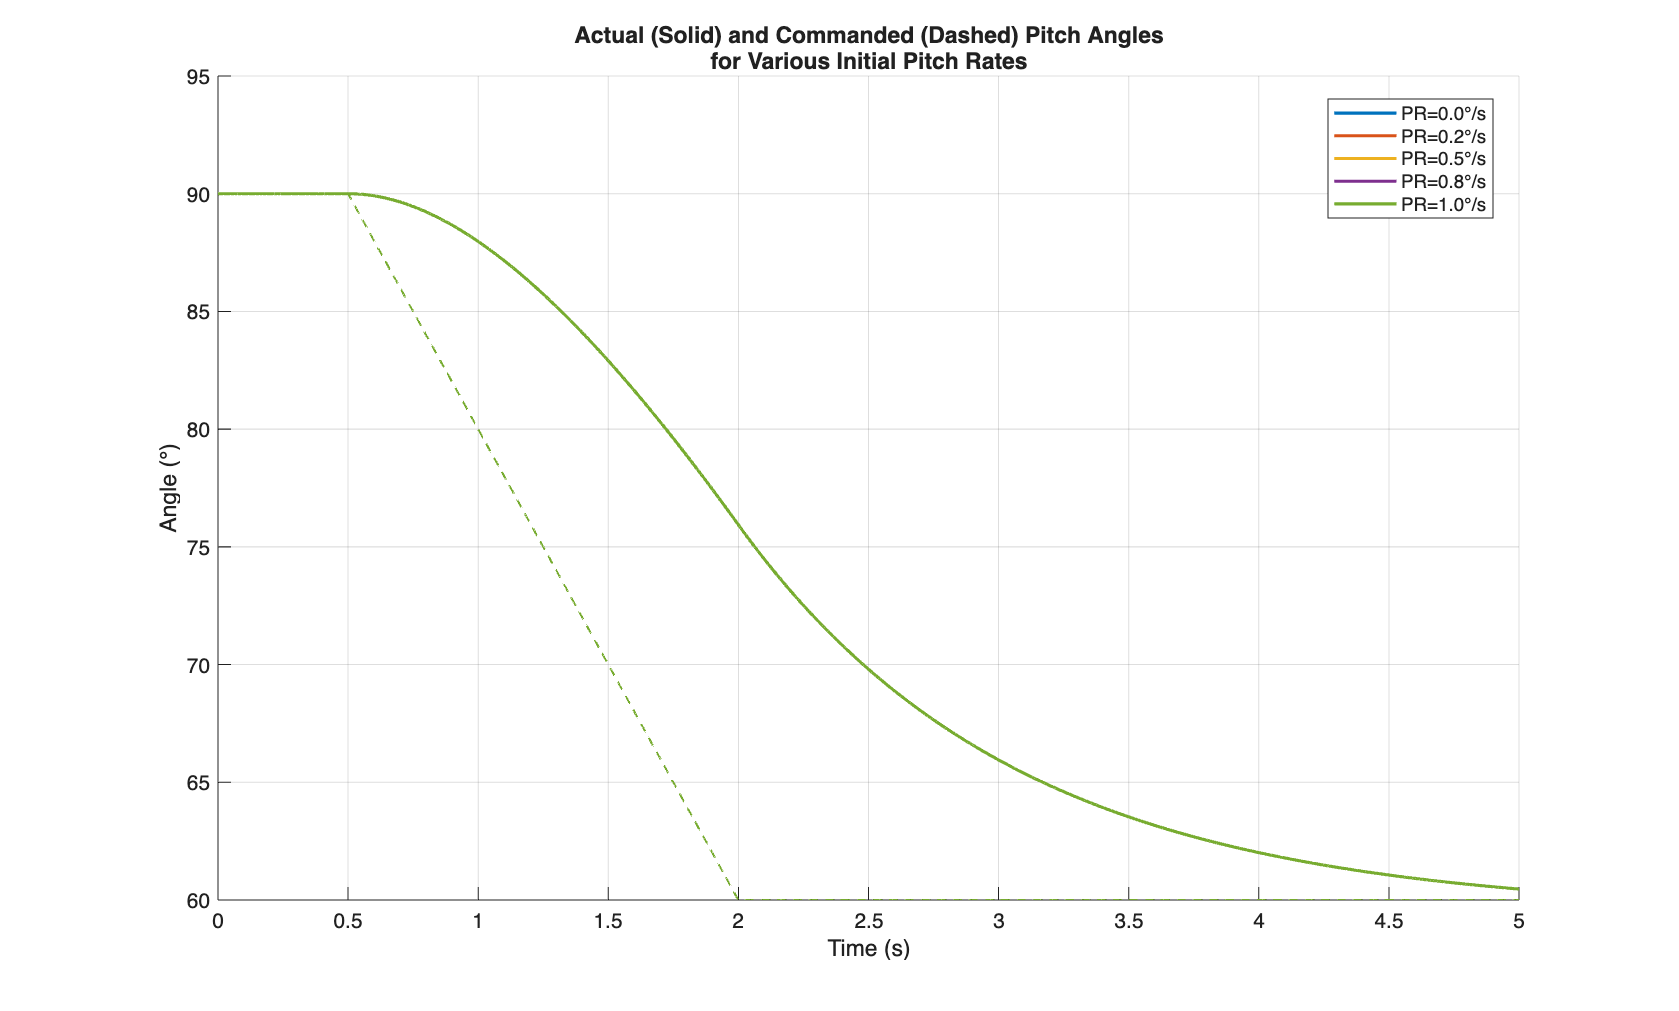 Actual (Solid) and Commanded (Dashed) Pitch Angles
for Various Initial Pitch Rates
95
90
85
80
75
70
65
60
Angle (°)
PR=0.0°/s
PR=0.2°/s
PR=0.5°/s
PR=0.8°/s
PR=1.0°/s
0 0.5 1 1.5 2 2.5 3 3.5 4 4.5 5
Time (s)